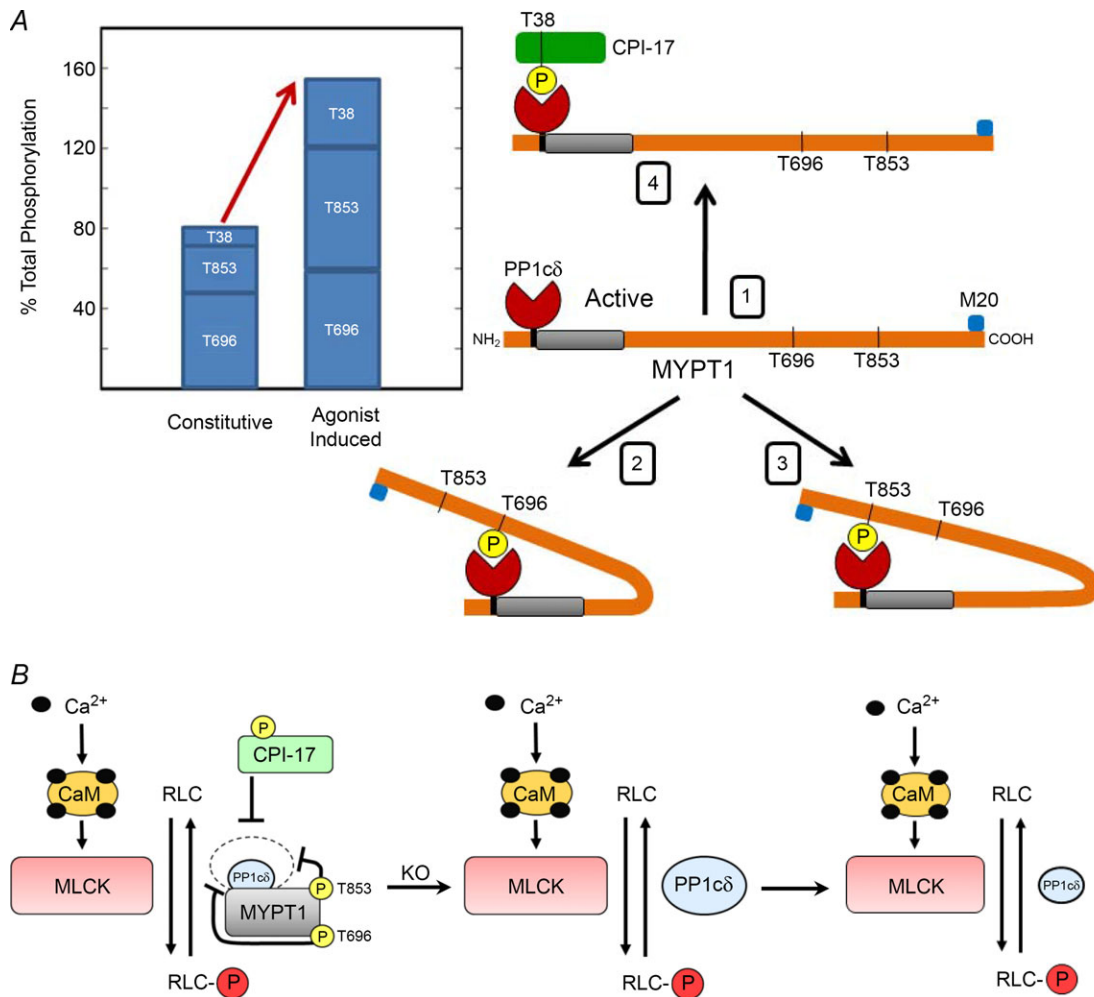 A
% Total Phosphorylation
160
120
80
40
T38
T853
T696
T38
T853
T696
Constitutive
Agonist
Induced
T38
CPI-17
P
T696
T853
4
PP1cδ
Active
1
M20
NH₂
COOH
T696
T853
MYPT1
2
3
T853
T696
P
T853
T696
P
B
Ca²⁺
P
CPI-17
CaM
RLC
MLCK
PP1cδ
MYPT1
P
T853
P
T696
RLC-P
KO
Ca²⁺
CaM
RLC
MLCK
PP1cδ
RLC-P
Ca²⁺
CaM
RLC
MLCK
PP1cδ
RLC-P